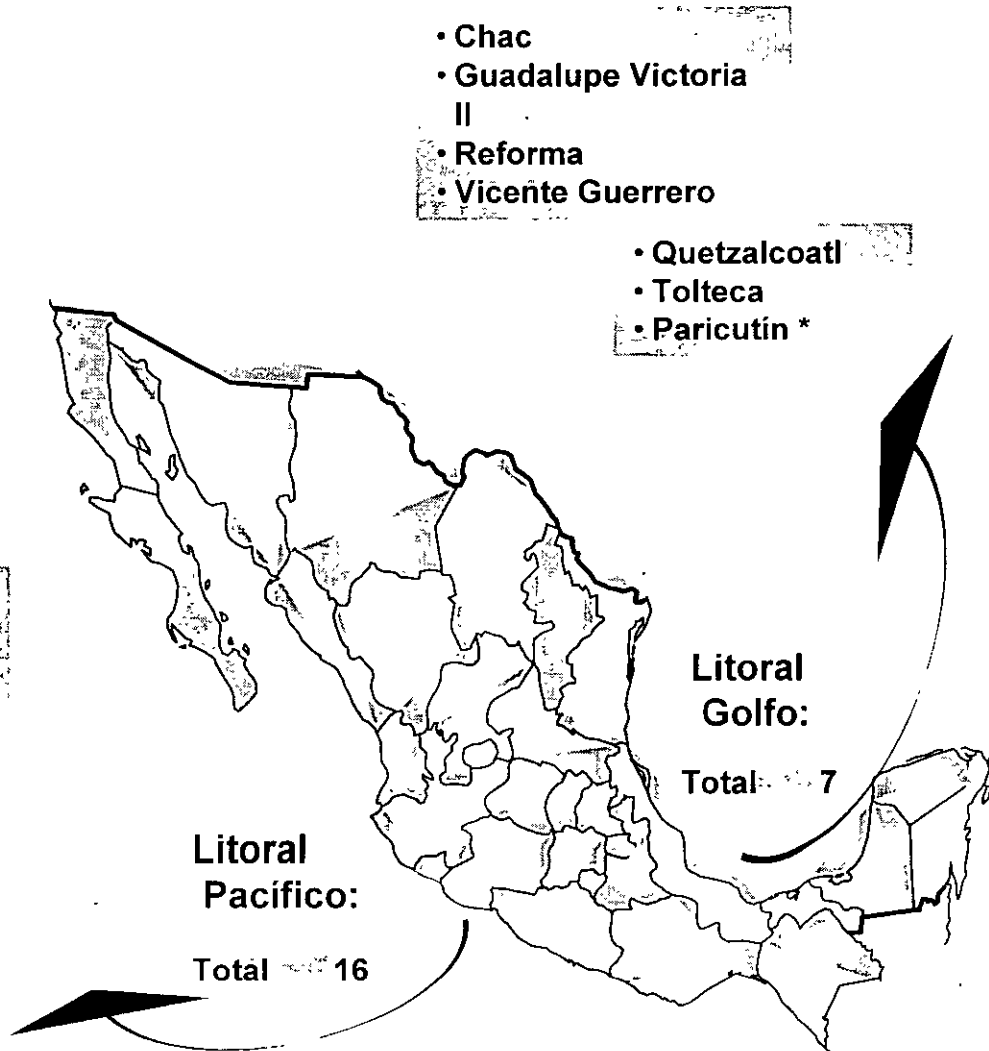 • Chac
• Guadalupe Victoria
II
• Reforma
• Vicente Guerrero
• Quetzalcoatl
• Tolteca
• Paricutín *
Litoral
Golfo:
Total 7
Litoral
Pacífico:
Total 16